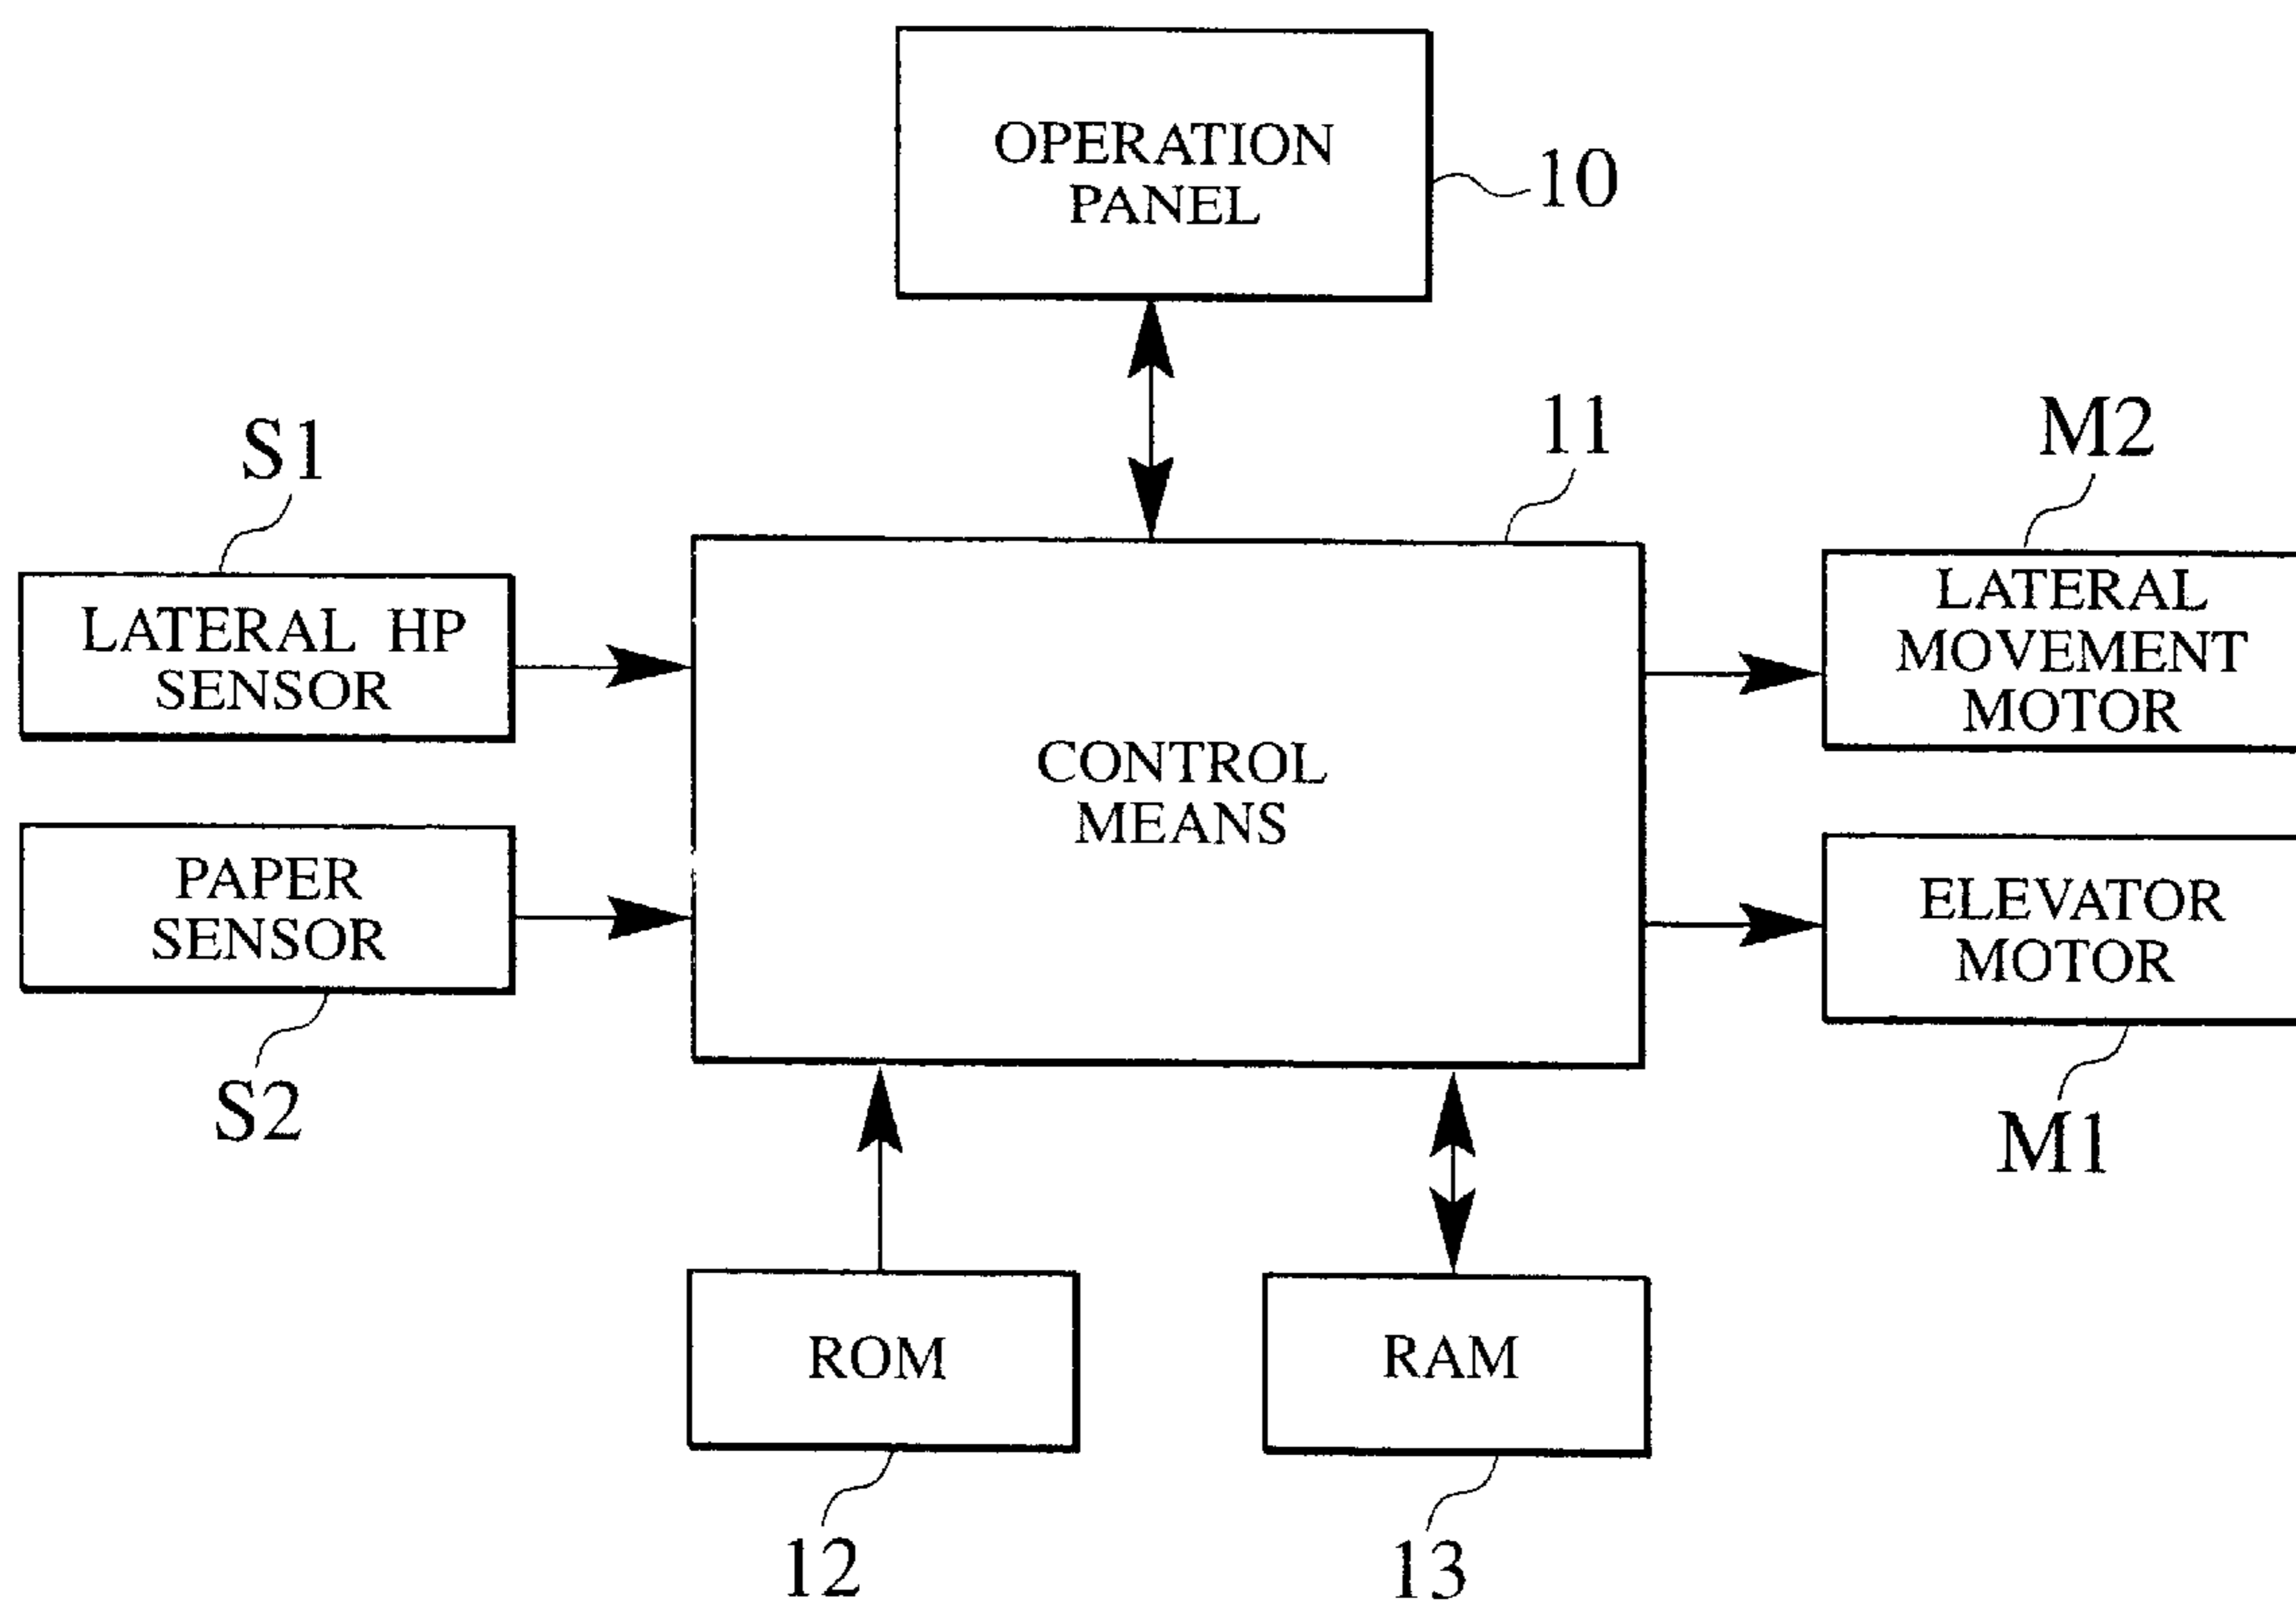 OPERATION
PANEL
10
S1
11
M2
LATERAL HP
SENSOR
LATERAL
MOVEMENT
MOTOR
CONTROL
MEANS
PAPER
SENSOR
ELEVATOR
MOTOR
S2
M1
ROM
RAM
12
13